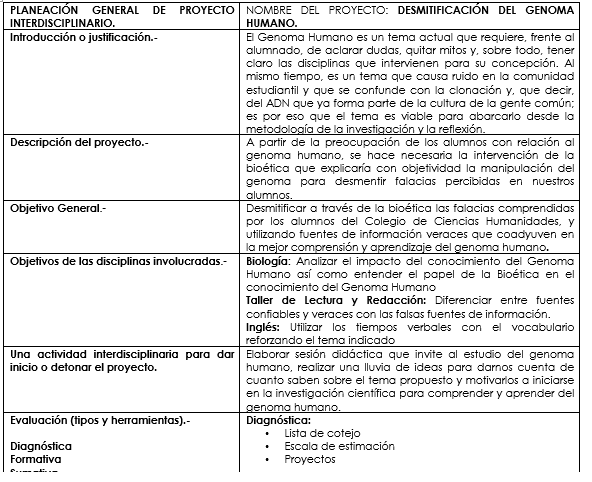 PLANEACIÓN GENERAL DE PROYECTO
INTERDISCIPLINARIO.
NOMBRE DEL PROYECTO: DESMITIFICACIÓN DEL GENOMA
HUMANO.
Introducción o justificación.-
El Genoma Humano es un tema actual que requiere, frente al
alumnado, de aclarar dudas, quitar mitos y, sobre todo, tener
claro las disciplinas que intervienen para su concepción. Al
mismo tiempo, es un tema que causa ruido en la comunidad
estudiantil y que se confunde con la clonación y, que decir,
del ADN que ya forma parte de la cultura de la gente común;
es por eso que el tema es viable para abarcarlo desde la
metodología de la investigación y la reflexión.
Descripción del proyecto.-
A partir de la preocupación de los alumnos con relación al
genoma humano, se hace necesaria la intervención de la
bioética que explicaría con objetividad la manipulación del
genoma para desmentir falacias percibidas en nuestros
alumnos.
Objetivo General.-
Desmitificar a través de la bioética las falacias comprendidas
por los alumnos del Colegio de Ciencias Humanidades, y
utilizando fuentes de información veraces que coadyuven en
la mejor comprensión y aprendizaje del genoma humano.
Objetivos de las disciplinas involucradas.-
Biología: Analizar el impacto del conocimiento del Genoma
Humano así como entender el papel de la Bioética en el
conocimiento del Genoma Humano
Taller de Lectura y Redacción: Diferenciar entre fuentes
confiables y veraces con las falsas fuentes de información.
Inglés: Utilizar los tiempos verbales con el vocabulario
reforzando el tema indicado
Una actividad interdisciplinaria para dar
inicio o detonar el proyecto.
Elaborar sesión didáctica que invite al estudio del genoma
humano, realizar una lluvia de ideas para darnos cuenta de
cuanto saben sobre el tema propuesto y motivarlos a iniciarse
en la investigación científica para comprender y aprender del
genoma humano.
Evaluación (tipos y herramientas).-
Diagnóstica
Formativa
Sumativa
Diagnóstica:
• Lista de cotejo
• Escala de estimación
• Proyectos